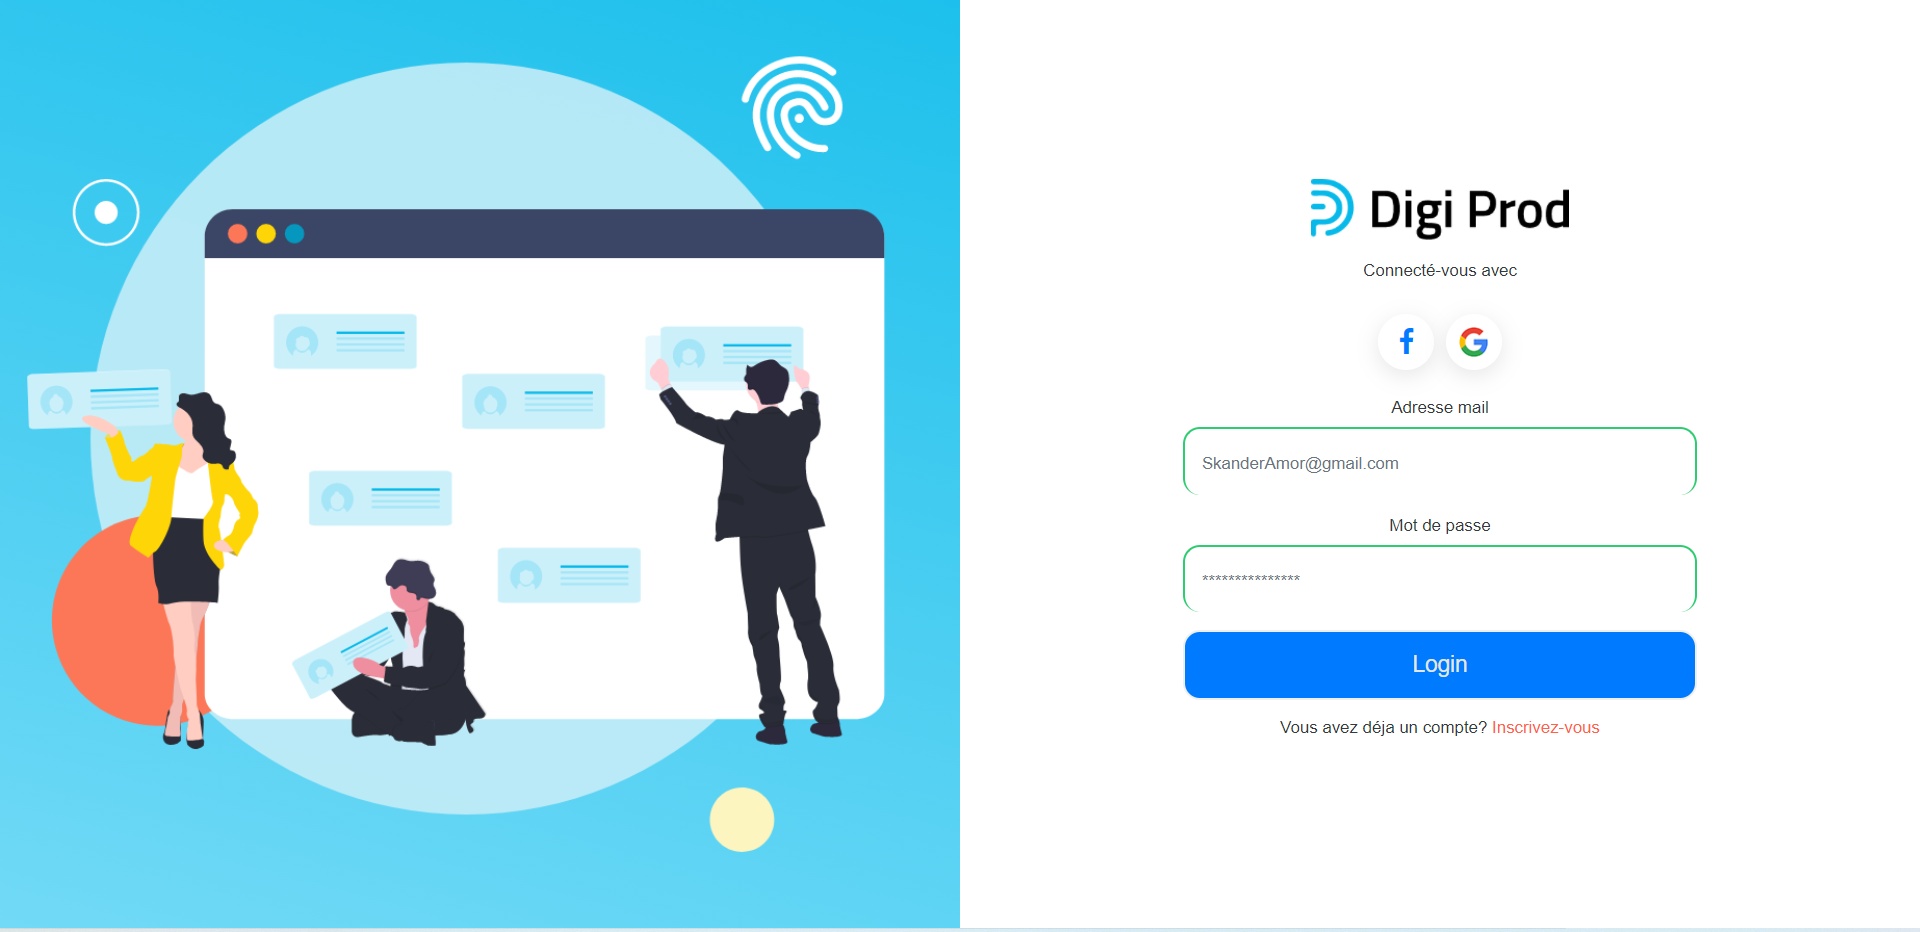 Digi Prod
Connecté-vous avec
Adresse mail
SkanderAmor@gmail.com
Mot de passe
***************
Login
Vous avez déja un compte? Inscrivez-vous